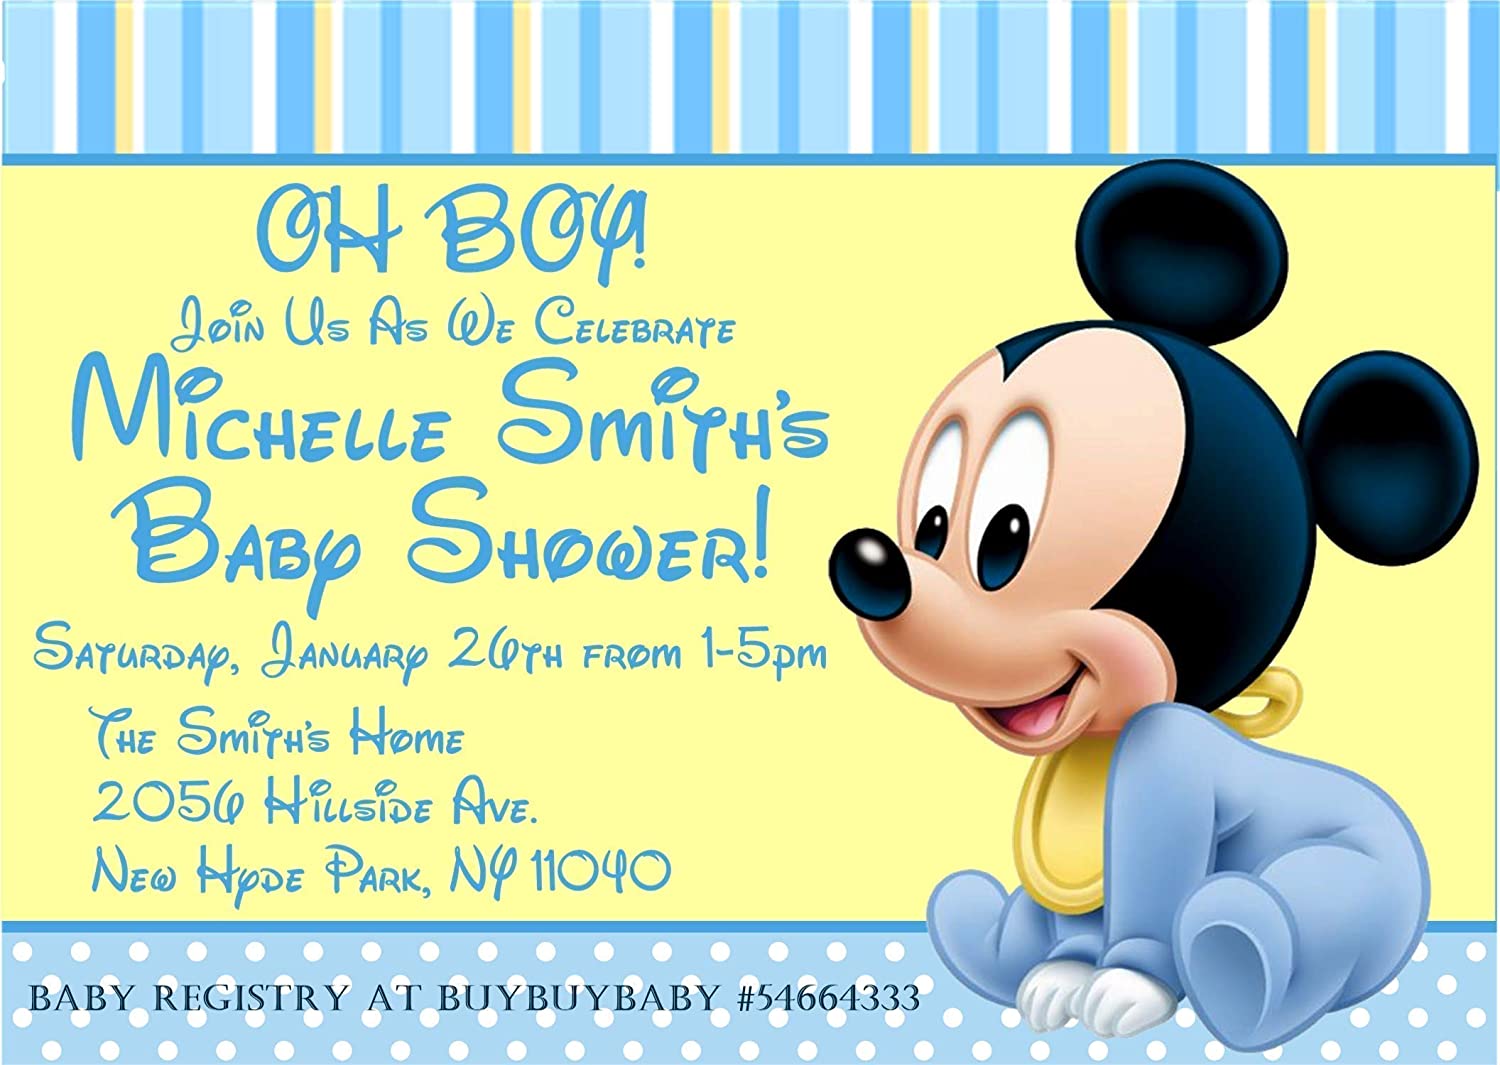 OH BOY!
Join Us As We Celebrate
Michelle Smith's
Baby Shower!
Saturday, January 26th from 1-5pm
The Smith's Home
2056 Hillside Ave.
New Hyde Park, NY 11040
BABY REGISTRY AT BUYBUYBABY #54664333